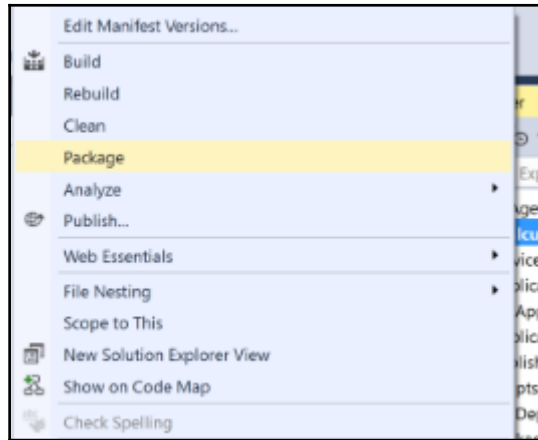 Edit Manifest Versions...
Build
Rebuild
Clean
Package
Analyze
Publish...
Web Essentials
File Nesting
Scope to This
New Solution Explorer View
Show on Code Map
Check Spelling